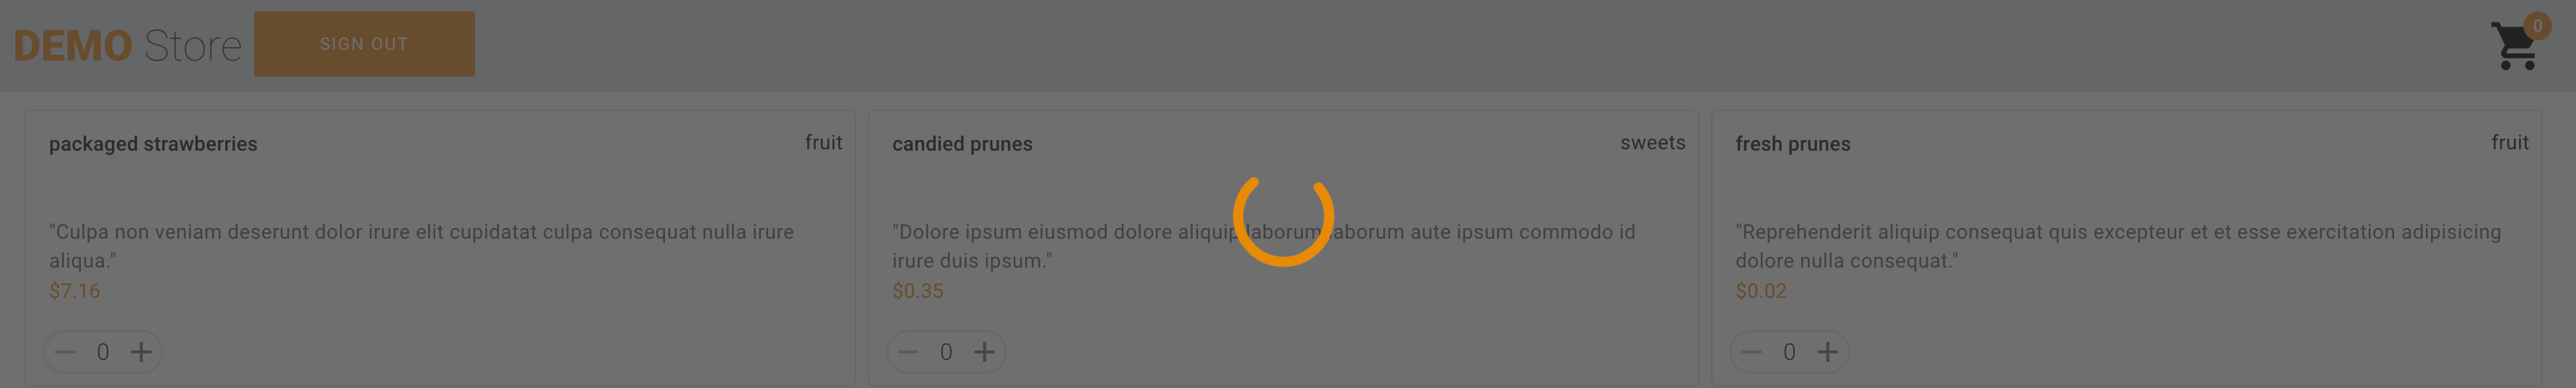 DEMO Store
SIGN OUT
0
packaged strawberries
fruit
"Culpa non veniam deserunt dolor irure elit cupidatat culpa consequat nulla irure
aliqua."
$7.16
0
candied prunes
sweets
"Dolore ipsum eiusmod dolore aliquip laborum laborum aute ipsum commodo id
irure duis ipsum."
$0.35
0
fresh prunes
fruit
"Reprehenderit aliquip consequat quis excepteur et et esse exercitation adipisicing
dolore nulla consequat."
$0.02
0